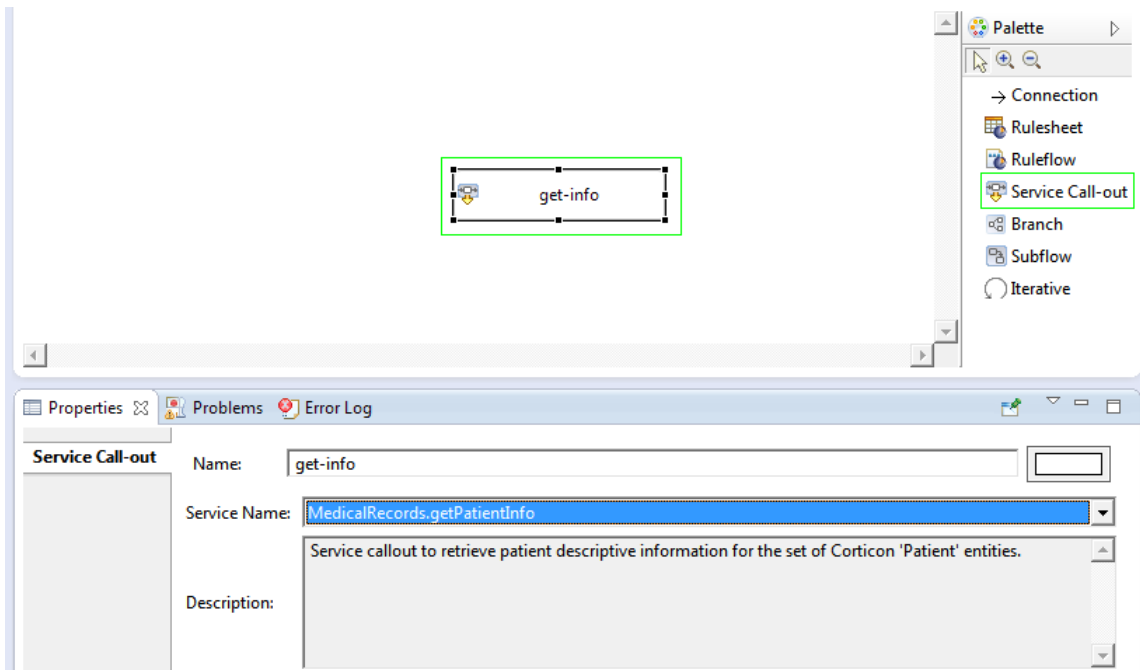 Palette
Connection
Rulesheet
Ruleflow
get-info
Service Call-out
Branch
Subflow
Iterative
Properties Problems Error Log
Service Call-out
Name: get-info
Service Name: MedicalRecords.getPatientInfo
Service callout to retrieve patient descriptive information for the set of Corticon 'Patient' entities.
Description: